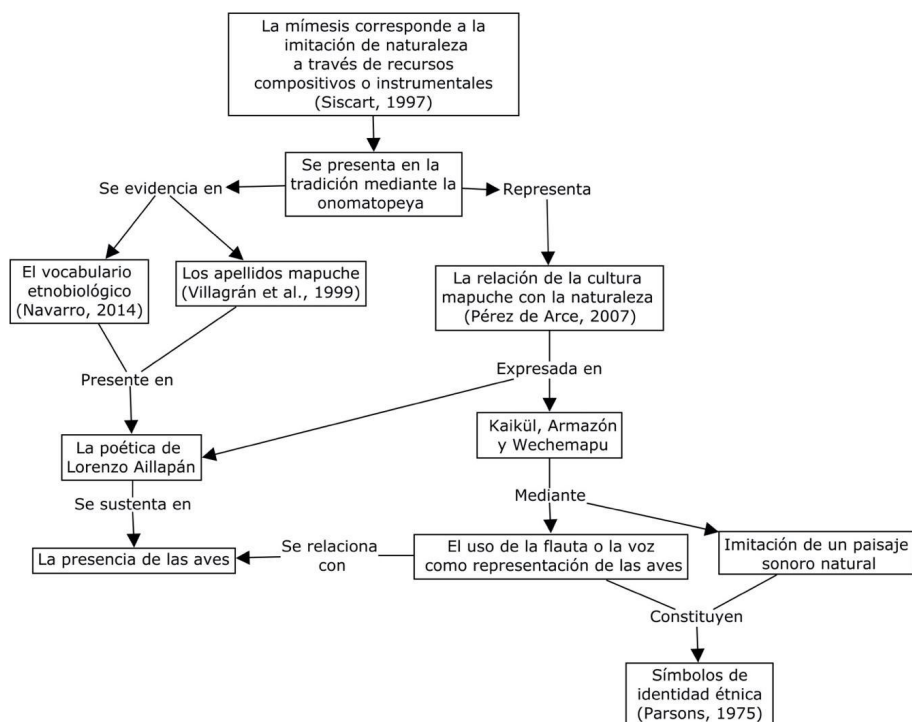 La mímesis corresponde a la
imitación de naturaleza
a través de recursos
compositivos o instrumentales
(Siscart, 1997)
Se presenta en la
tradición mediante la
onomatopeya
Se evidencia en
Representa
El vocabulario
etnobiológico
(Navarro, 2014)
Los apellidos mapuche
(Villagrán et al., 1999)
La relación de la cultura
mapuche con la naturaleza
(Pérez de Arce, 2007)
Presente en
Expresada en
La poética de
Lorenzo Aillapán
Kaikül, Armazón
y Wechemapu
Se sustenta en
Mediante
La presencia de las aves
Se relaciona
con
El uso de la flauta o la voz
como representación de las aves
Imitación de un paisaje
sonoro natural
Constituyen
Símbolos de
identidad étnica
(Parsons, 1975)